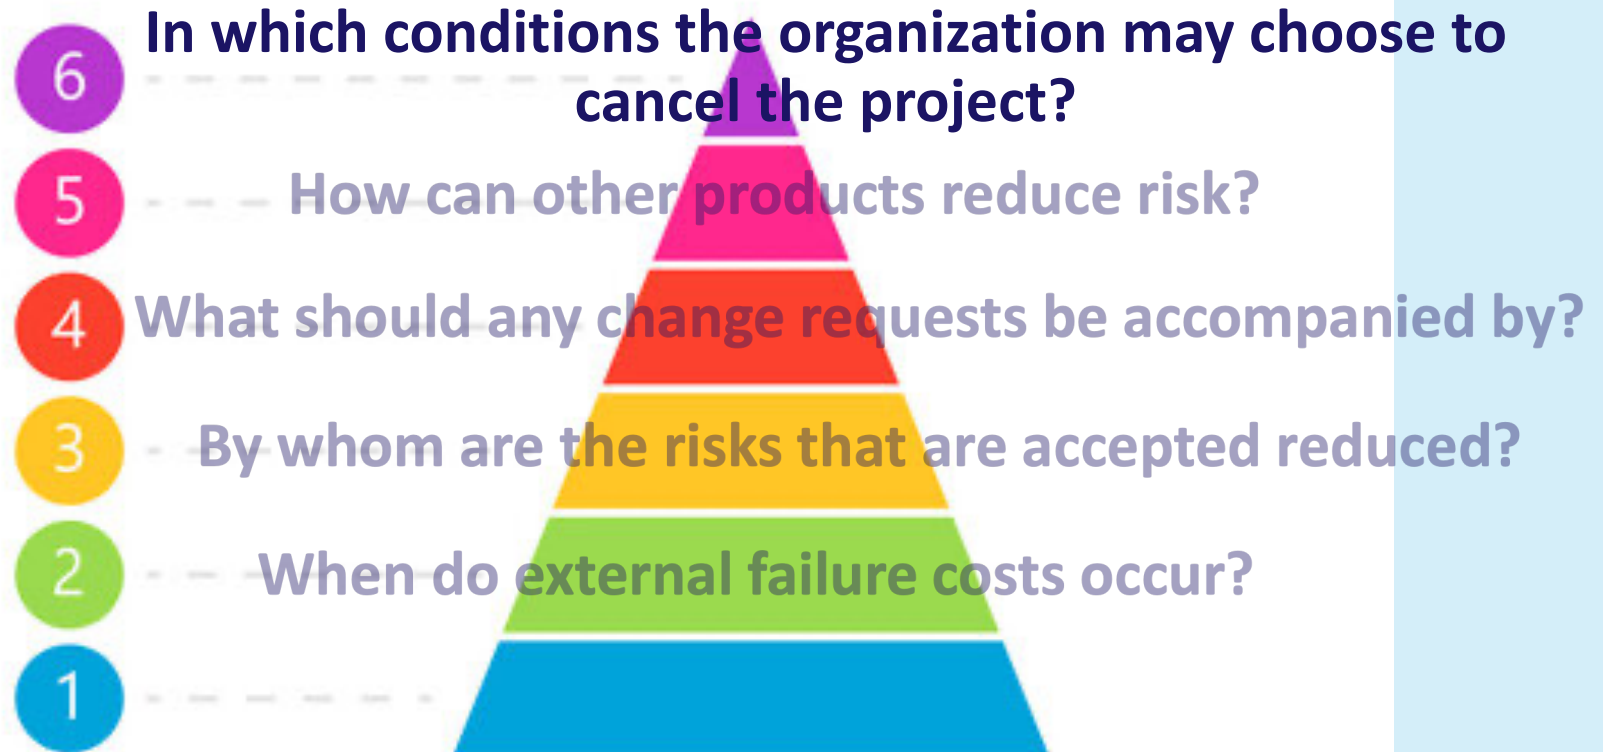 6
In which conditions the organization may choose to
cancel the project?
5
How can other products reduce risk?
4
What should any change requests be accompanied by?
3
By whom are the risks that are accepted reduced?
2
When do external failure costs occur?
1